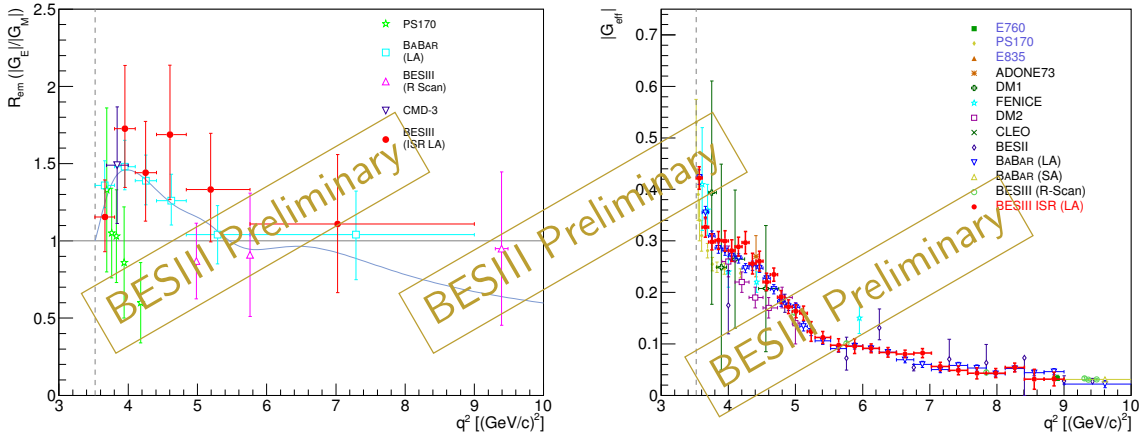 R_em (|G_E|/|G_M|)
2.5
2
1.5
1
0.5
0
3 4 5 6 7 8 9 10
q² [(GeV/c)²]
PS170
BABAR
(LA)
BESIII
(R Scan)
CMD-3
BESIII
(ISR LA)
BESIII Preliminary
BESIII Preliminary
|G_eff|
0.7
0.6
0.5
0.4
0.3
0.2
0.1
0
3 4 5 6 7 8 9 10
q² [(GeV/c)²]
E760
PS170
E835
ADONE73
DM1
FENICE
DM2
CLEO
BESII
BABAR (LA)
BABAR (SA)
BESIII (R-Scan)
BESIII ISR (LA)
BESIII Preliminary